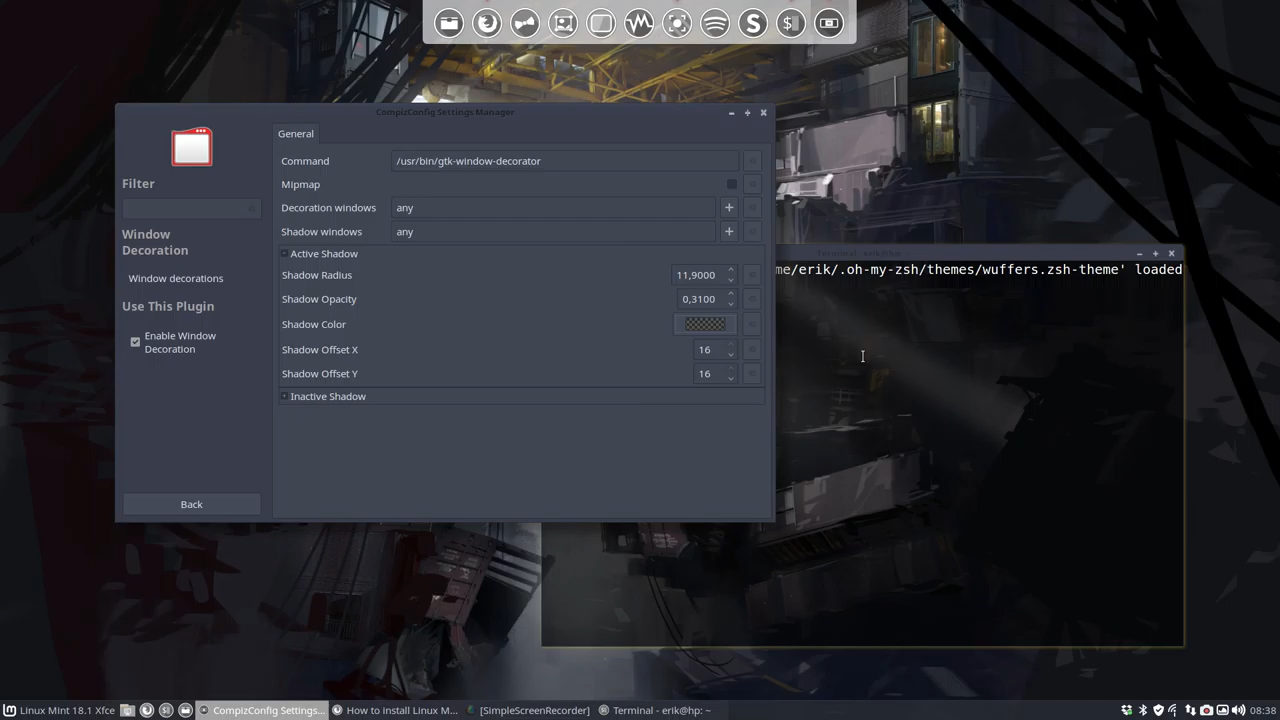 CompizConfig Settings Manager
General
Filter
Window
Decoration
Window decorations
Use This Plugin
Enable Window
Decoration
Back
Command /usr/bin/gtk-window-decorator
Mipmap
Decoration windows any +
Shadow windows any +
Active Shadow
Shadow Radius 11,9000
Shadow Opacity 0,3100
Shadow Color
Shadow Offset X 16
Shadow Offset Y 16
Inactive Shadow
Terminal - erik@hp: ~
me/erik/.oh-my-zsh/themes/wuffers.zsh-theme' loaded
Linux Mint 18.1 Xfce CompizConfig Settings... How to install Linux M... [SimpleScreenRecorder] Terminal - erik@hp: ~ 08:38